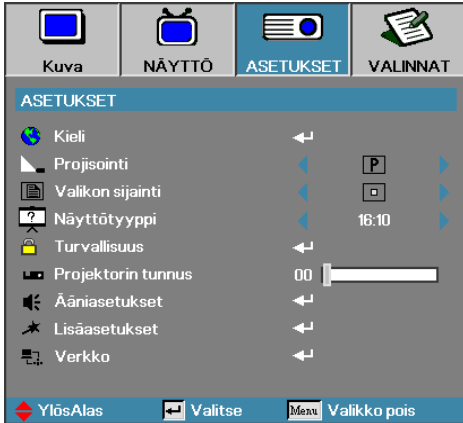 Kuva NÄYTTÖ ASETUKSET VALINNAT
ASETUKSET
Kieli
Projisointi P
Valikon sijainti
Näyttötyyppi 16:10
Turvallisuus
Projektorin tunnus 00
Ääniasetukset
Lisäasetukset
Verkko
YlösAlas Valitse Menu Valikko pois